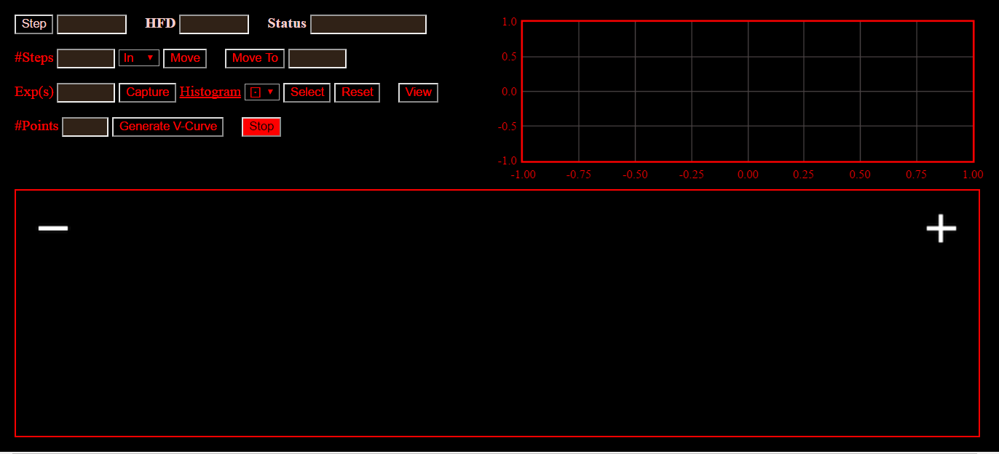 Step HFD Status
#Steps In ▼ Move Move To
Exp(s) Capture Histogram ⊡ ▼ Select Reset View
#Points Generate V-Curve Stop
1.0
0.5
0.0
-0.5
-1.0
-1.00 -0.75 -0.50 -0.25 0.00 0.25 0.50 0.75 1.00
− +